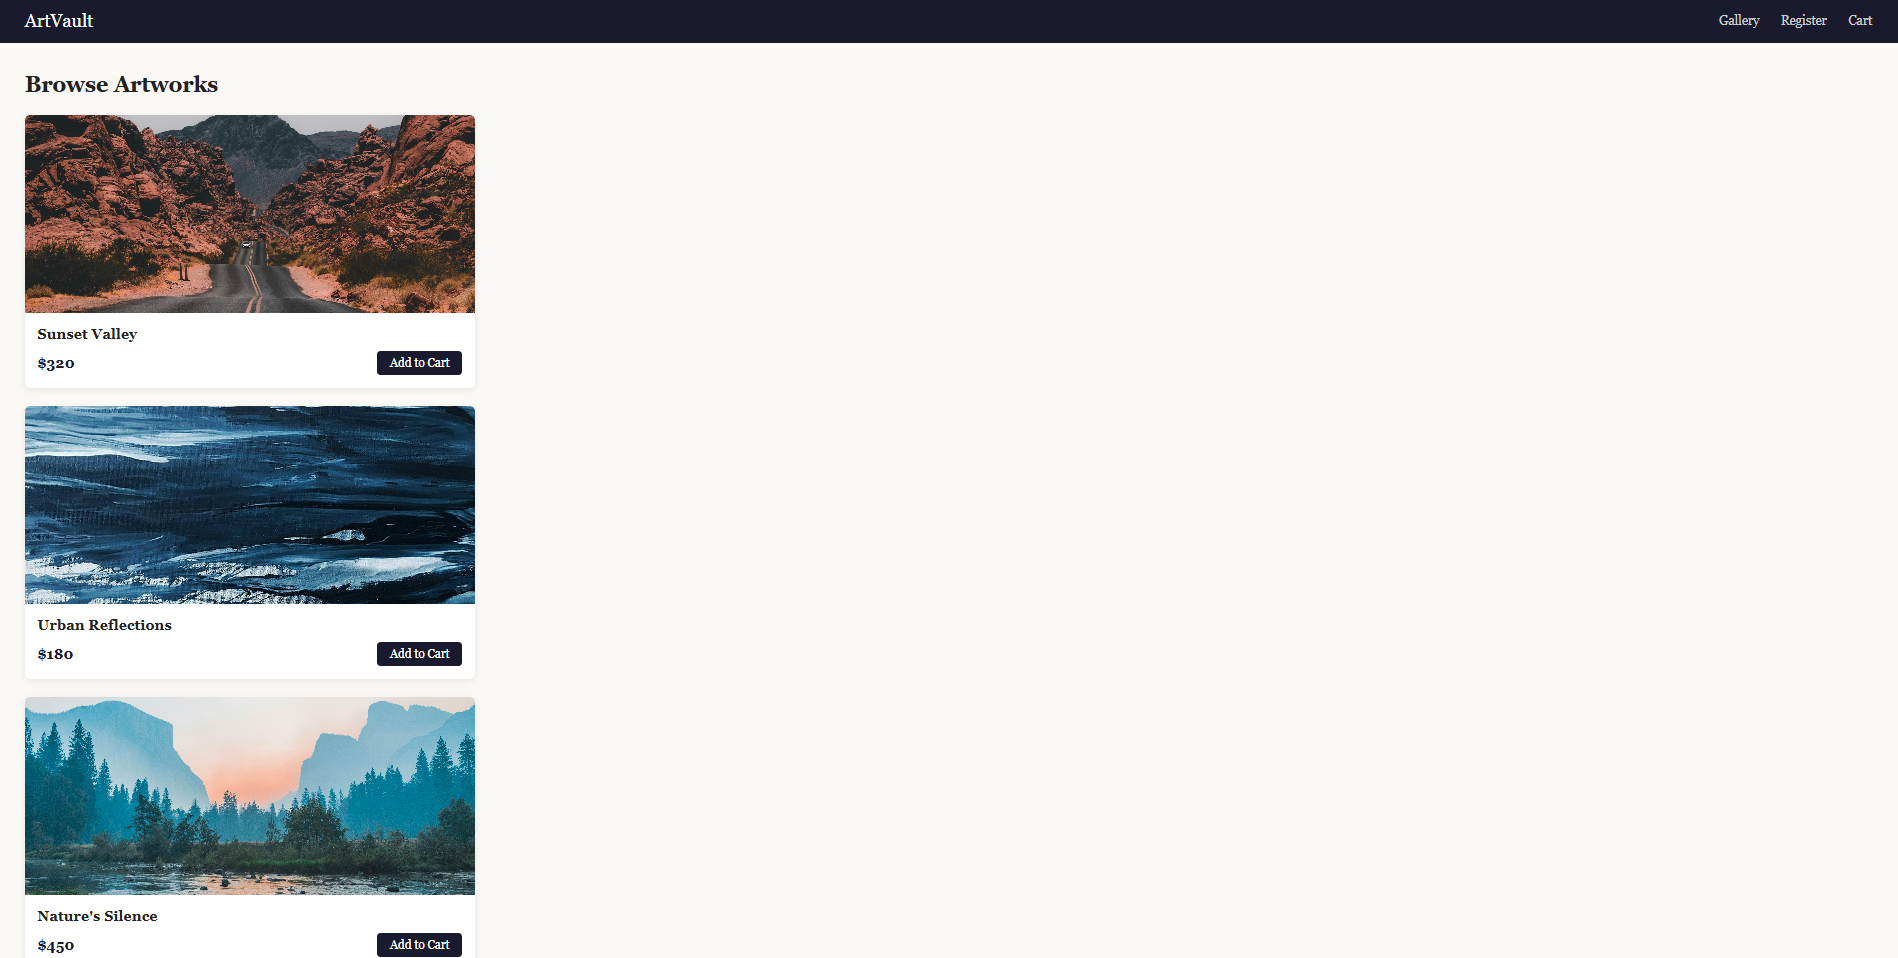 ArtVault
Gallery Register Cart
Browse Artworks
Sunset Valley
$320 Add to Cart
Urban Reflections
$180 Add to Cart
Nature's Silence
$450 Add to Cart